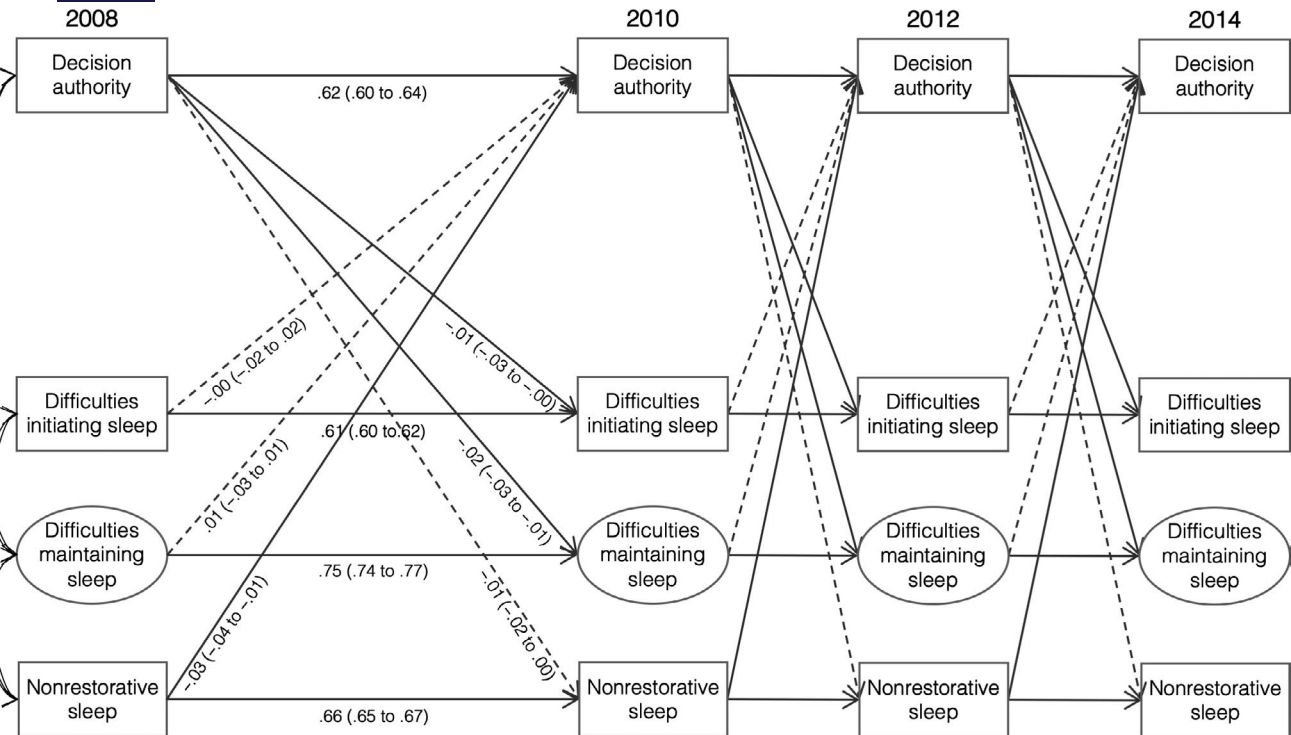 2008
2010
2012
2014
Decision
authority
Decision
authority
Decision
authority
Decision
authority
.62 (.60 to .64)
–.00 (–.02 to .02)
–.01 (–.03 to –.00)
Difficulties
initiating sleep
Difficulties
initiating sleep
Difficulties
initiating sleep
Difficulties
initiating sleep
.61 (.60 to.62)
.01 (–.03 to .01)
–.02 (–.03 to –.01)
Difficulties
maintaining
sleep
Difficulties
maintaining
sleep
Difficulties
maintaining
sleep
Difficulties
maintaining
sleep
.75 (.74 to .77)
–.03 (–.04 to –.01)
–.01 (–.02 to .00)
Nonrestorative
sleep
Nonrestorative
sleep
Nonrestorative
sleep
Nonrestorative
sleep
.66 (.65 to .67)